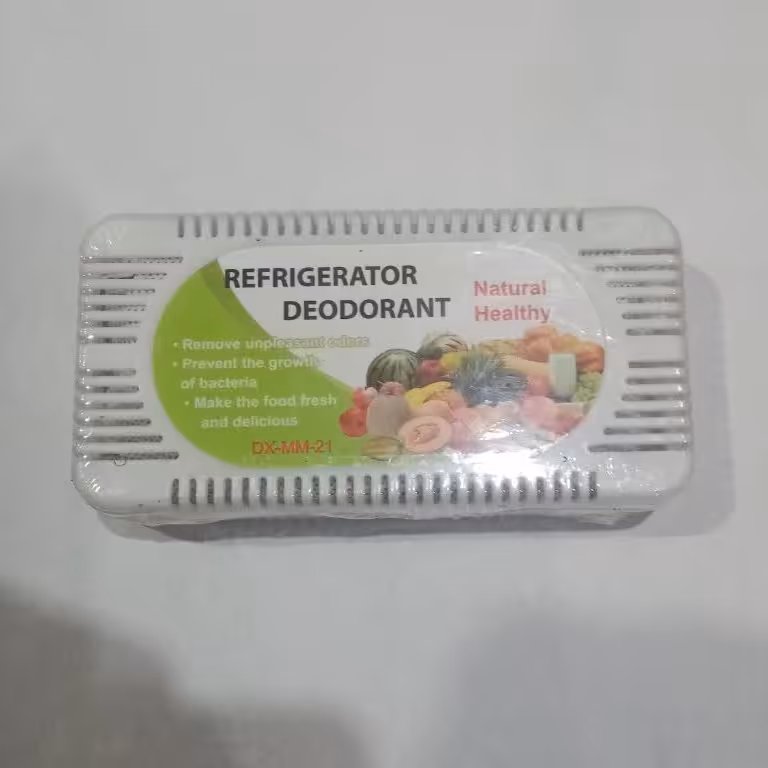 REFRIGERATOR
DEODORANT
Natural
Healthy
• Remove unpleasant odors
• Prevent the growth
of bacteria
• Make the food fresh
and delicious
DX-MM-21